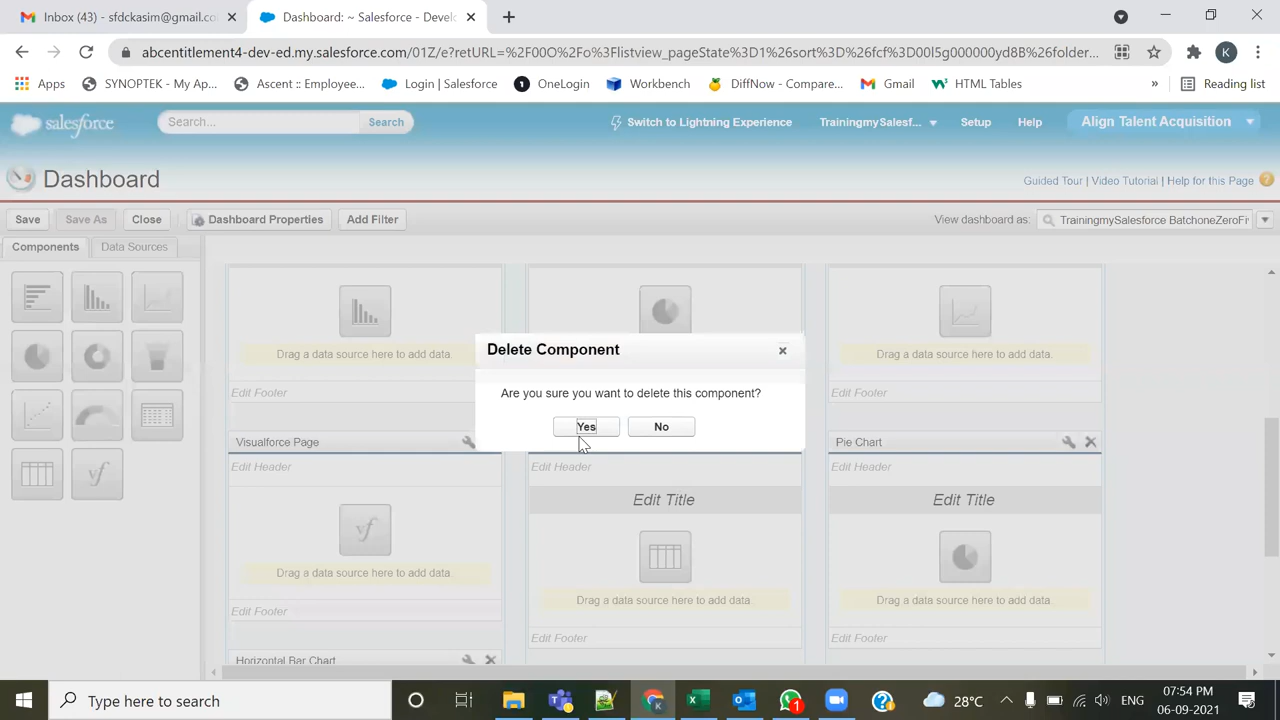 Inbox (43) - sfdckasim@gmail.co
Dashboard: ~ Salesforce - Develo
abcentitlement4-dev-ed.my.salesforce.com/01Z/e?retURL=%2F00O%2Fo%3Flistview_pageState%3D1%26sort%3D%26fcf%3D00l5g000000yd8B%26folder...
K
Apps
SYNOPTEK - My Ap...
Ascent :: Employee...
Login | Salesforce
OneLogin
Workbench
DiffNow - Compare...
Gmail
HTML Tables
»
Reading list
salesforce
Search...
Search
Switch to Lightning Experience
TrainingmySalesf...
Setup
Help
Align Talent Acquisition
Dashboard
Guided Tour | Video Tutorial | Help for this Page
Save
Save As
Close
Dashboard Properties
Add Filter
View dashboard as:
TrainingmySalesforce BatchoneZeroFi
Components
Data Sources
Drag a data source here to add data.
Drag a data source here to add data.
Edit Footer
Edit Footer
Delete Component
Are you sure you want to delete this component?
Yes
No
Visualforce Page
Pie Chart
Edit Header
Edit Header
Edit Header
Edit Title
Edit Title
Drag a data source here to add data.
Drag a data source here to add data.
Drag a data source here to add data.
Edit Footer
Edit Footer
Edit Footer
Horizontal Bar Chart
Type here to search
28°C
ENG
07:54 PM
06-09-2021